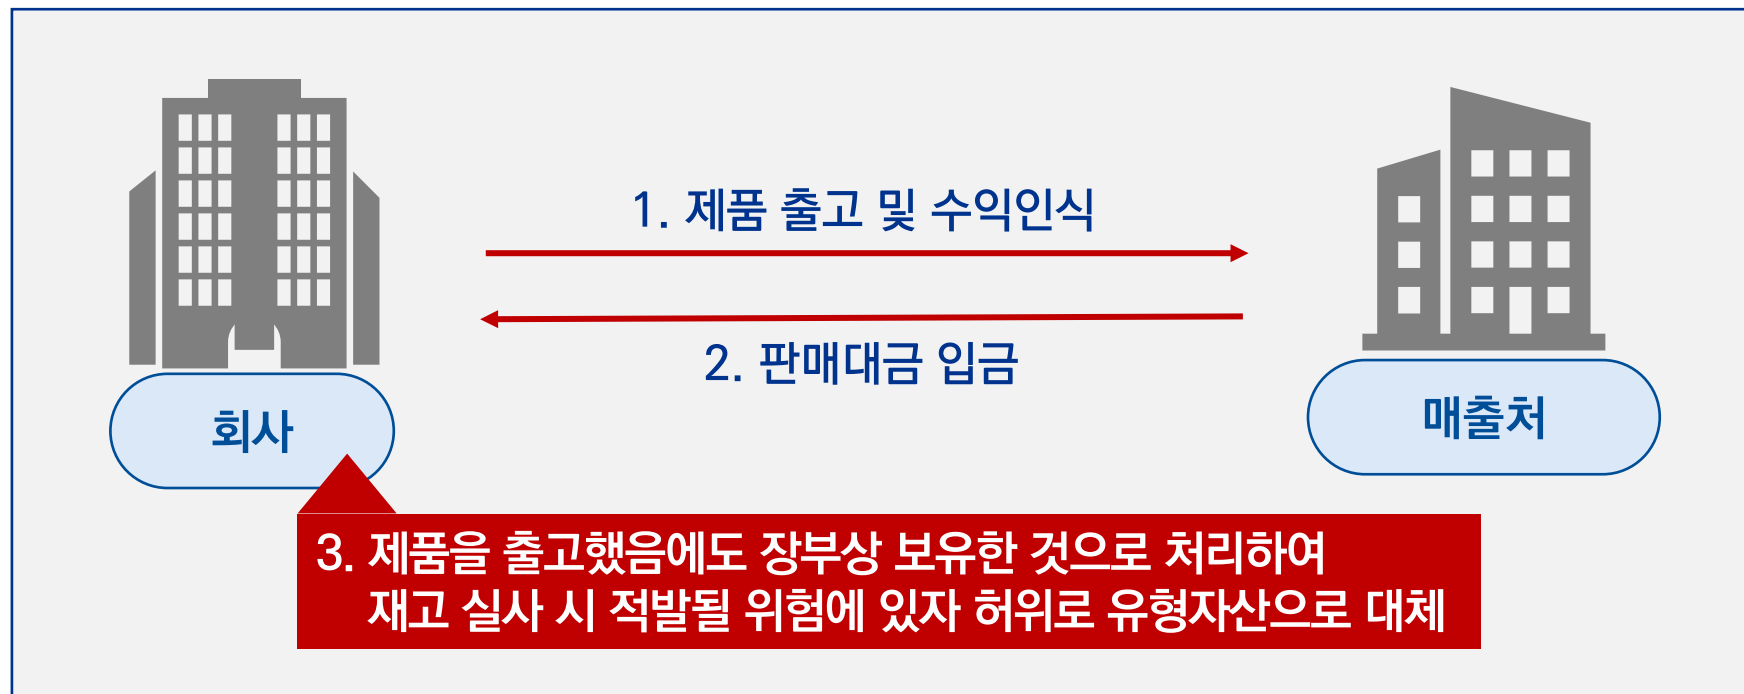 1. 제품 출고 및 수익인식
2. 판매대금 입금
회사
매출처
3. 제품을 출고했음에도 장부상 보유한 것으로 처리하여
재고 실사 시 적발될 위험에 있자 허위로 유형자산으로 대체